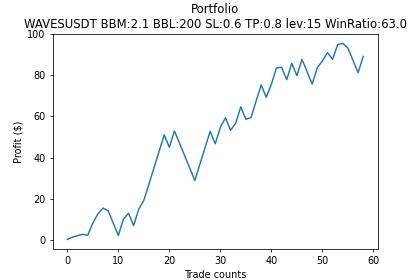 Portfolio
WAVESUSDT BBM:2.1 BBL:200 SL:0.6 TP:0.8 lev:15 WinRatio:63.0
100
80
60
40
20
0
Profit ($)
0 10 20 30 40 50 60
Trade counts